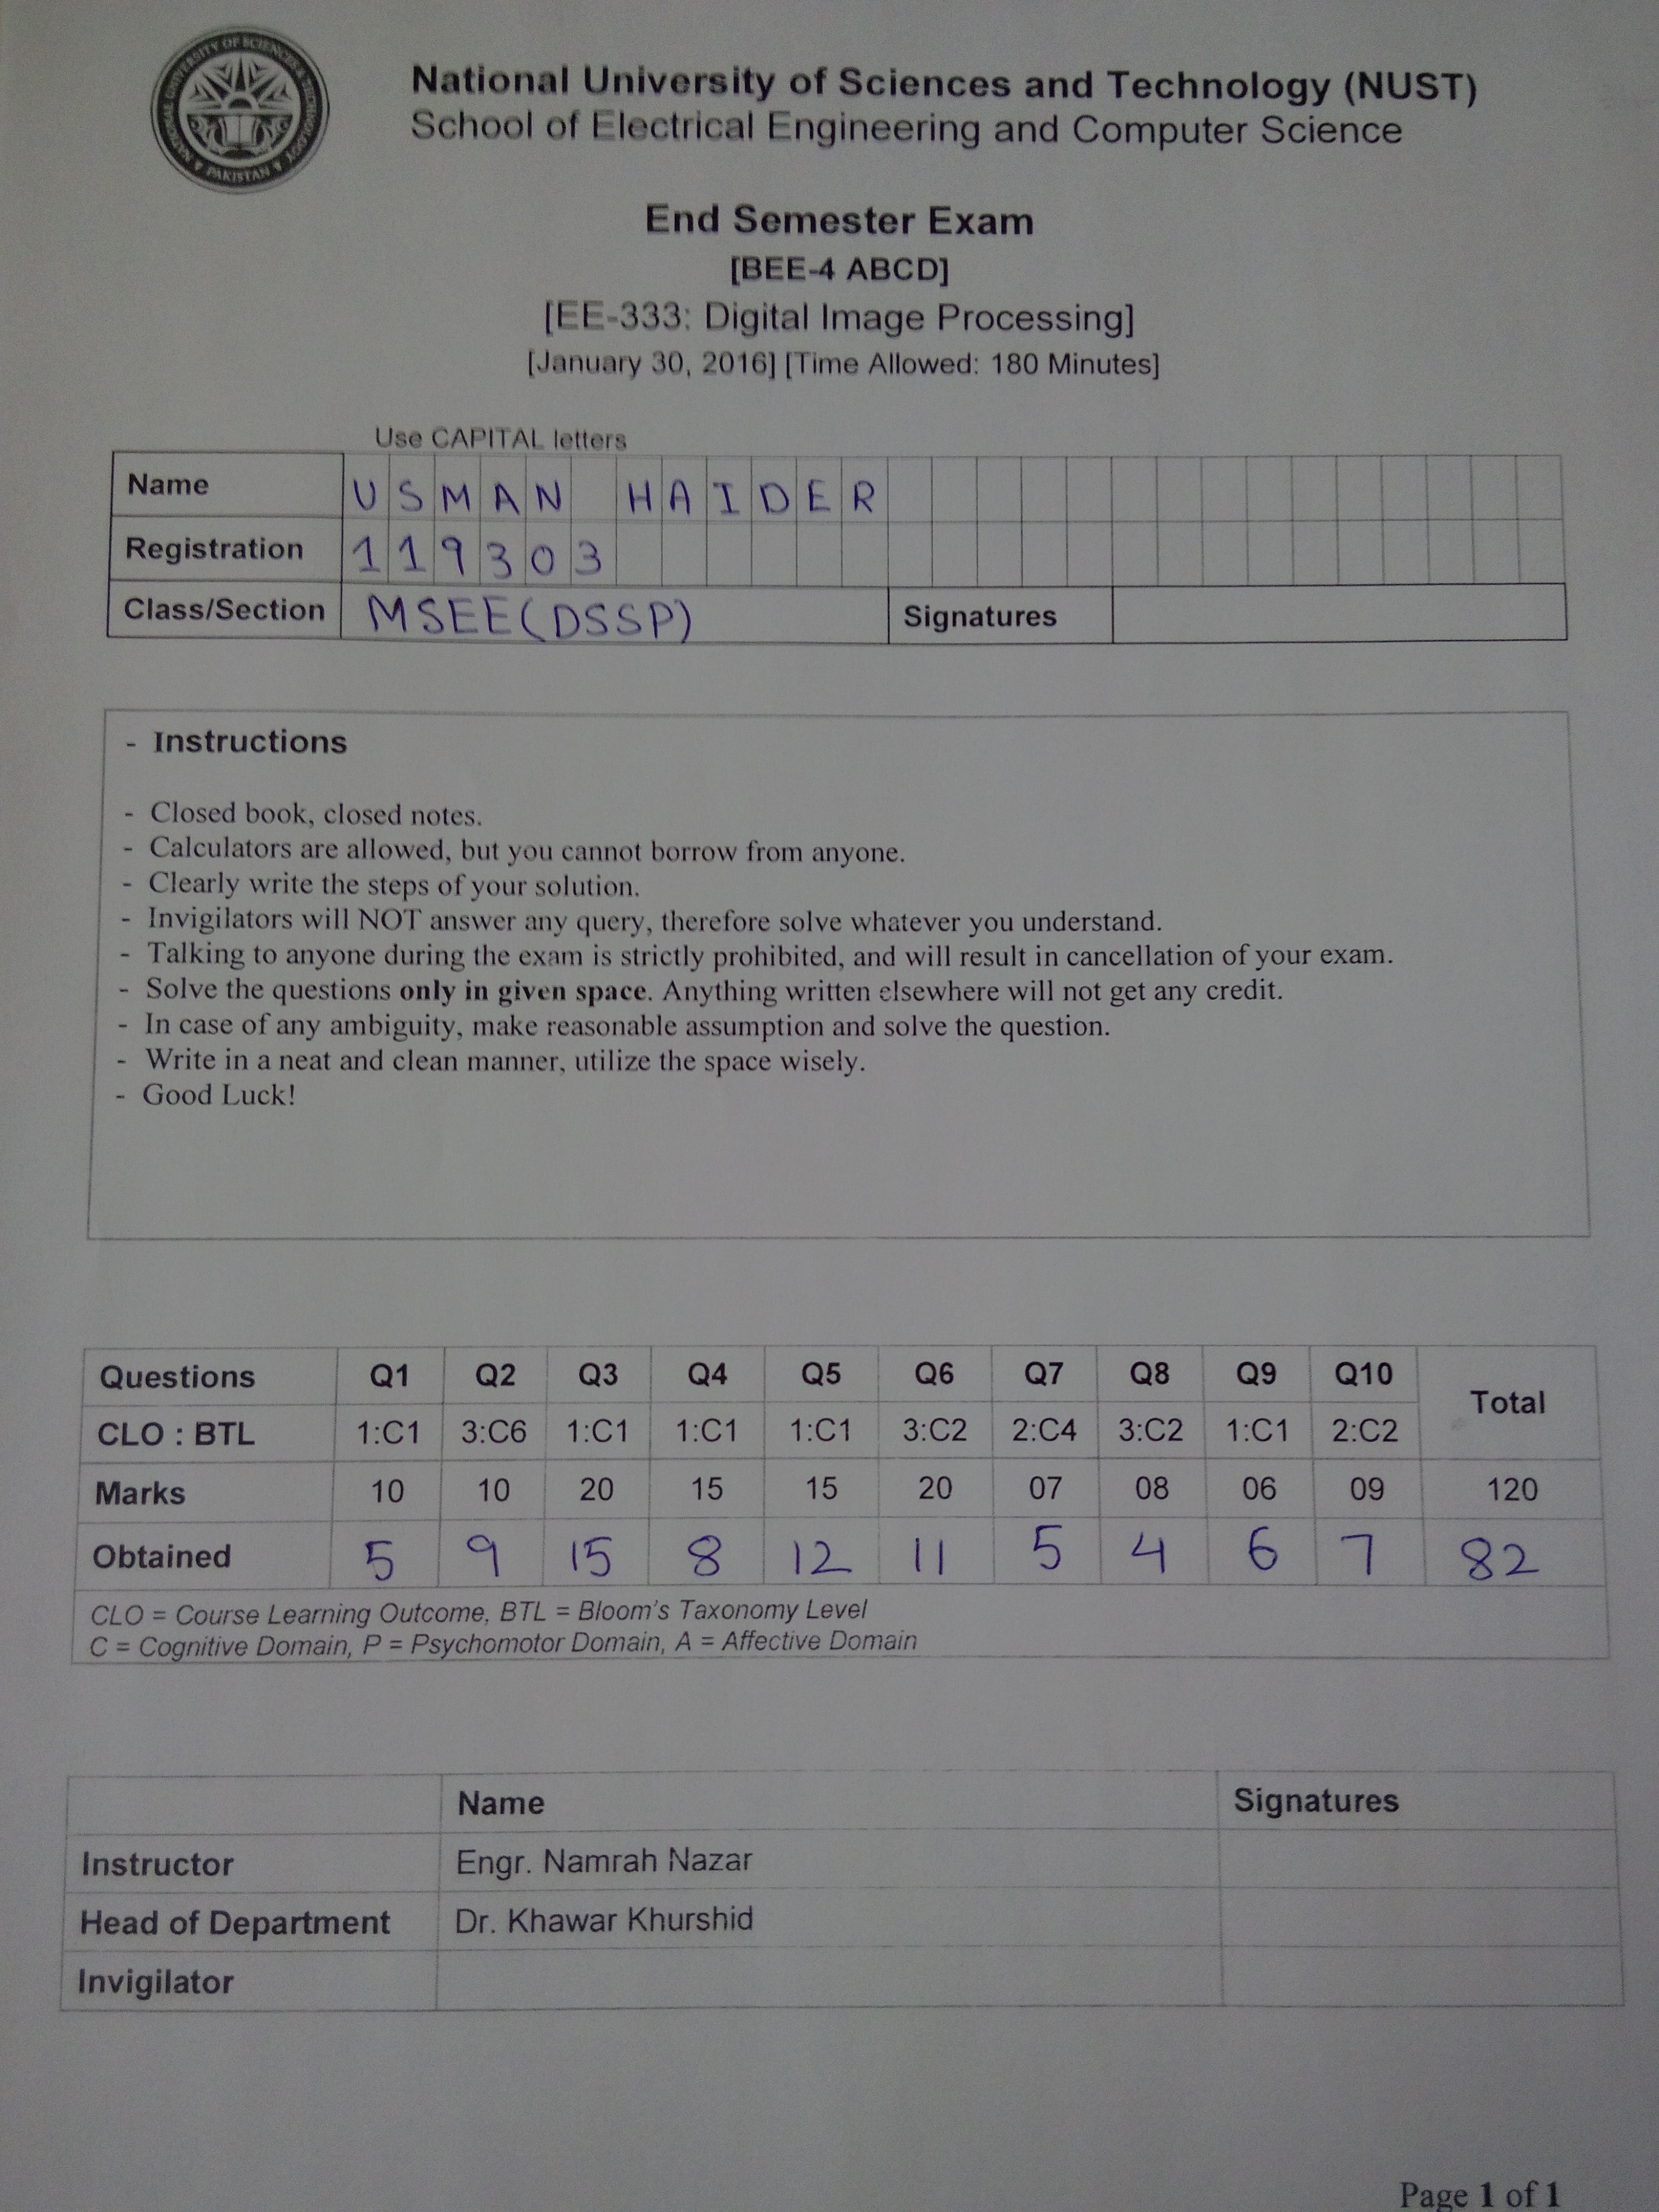 NATIONAL UNIVERSITY OF SCIENCES & TECHNOLOGY
PAKISTAN
National University of Sciences and Technology (NUST)
School of Electrical Engineering and Computer Science
End Semester Exam
[BEE-4 ABCD]
[EE-333: Digital Image Processing]
[January 30, 2016] [Time Allowed: 180 Minutes]
Use CAPITAL letters
Name USMAN HAIDER
Registration 119303
Class/Section MSEE(DSSP) Signatures
- Instructions
- Closed book, closed notes.
- Calculators are allowed, but you cannot borrow from anyone.
- Clearly write the steps of your solution.
- Invigilators will NOT answer any query, therefore solve whatever you understand.
- Talking to anyone during the exam is strictly prohibited, and will result in cancellation of your exam.
- Solve the questions only in given space. Anything written elsewhere will not get any credit.
- In case of any ambiguity, make reasonable assumption and solve the question.
- Write in a neat and clean manner, utilize the space wisely.
- Good Luck!
Questions Q1 Q2 Q3 Q4 Q5 Q6 Q7 Q8 Q9 Q10 Total
CLO : BTL 1:C1 3:C6 1:C1 1:C1 1:C1 3:C2 2:C4 3:C2 1:C1 2:C2
Marks 10 10 20 15 15 20 07 08 06 09 120
Obtained 5 9 15 8 12 11 5 4 6 7 82
CLO = Course Learning Outcome, BTL = Bloom's Taxonomy Level
C = Cognitive Domain, P = Psychomotor Domain, A = Affective Domain
Name Signatures
Instructor Engr. Namrah Nazar
Head of Department Dr. Khawar Khurshid
Invigilator
Page 1 of 1